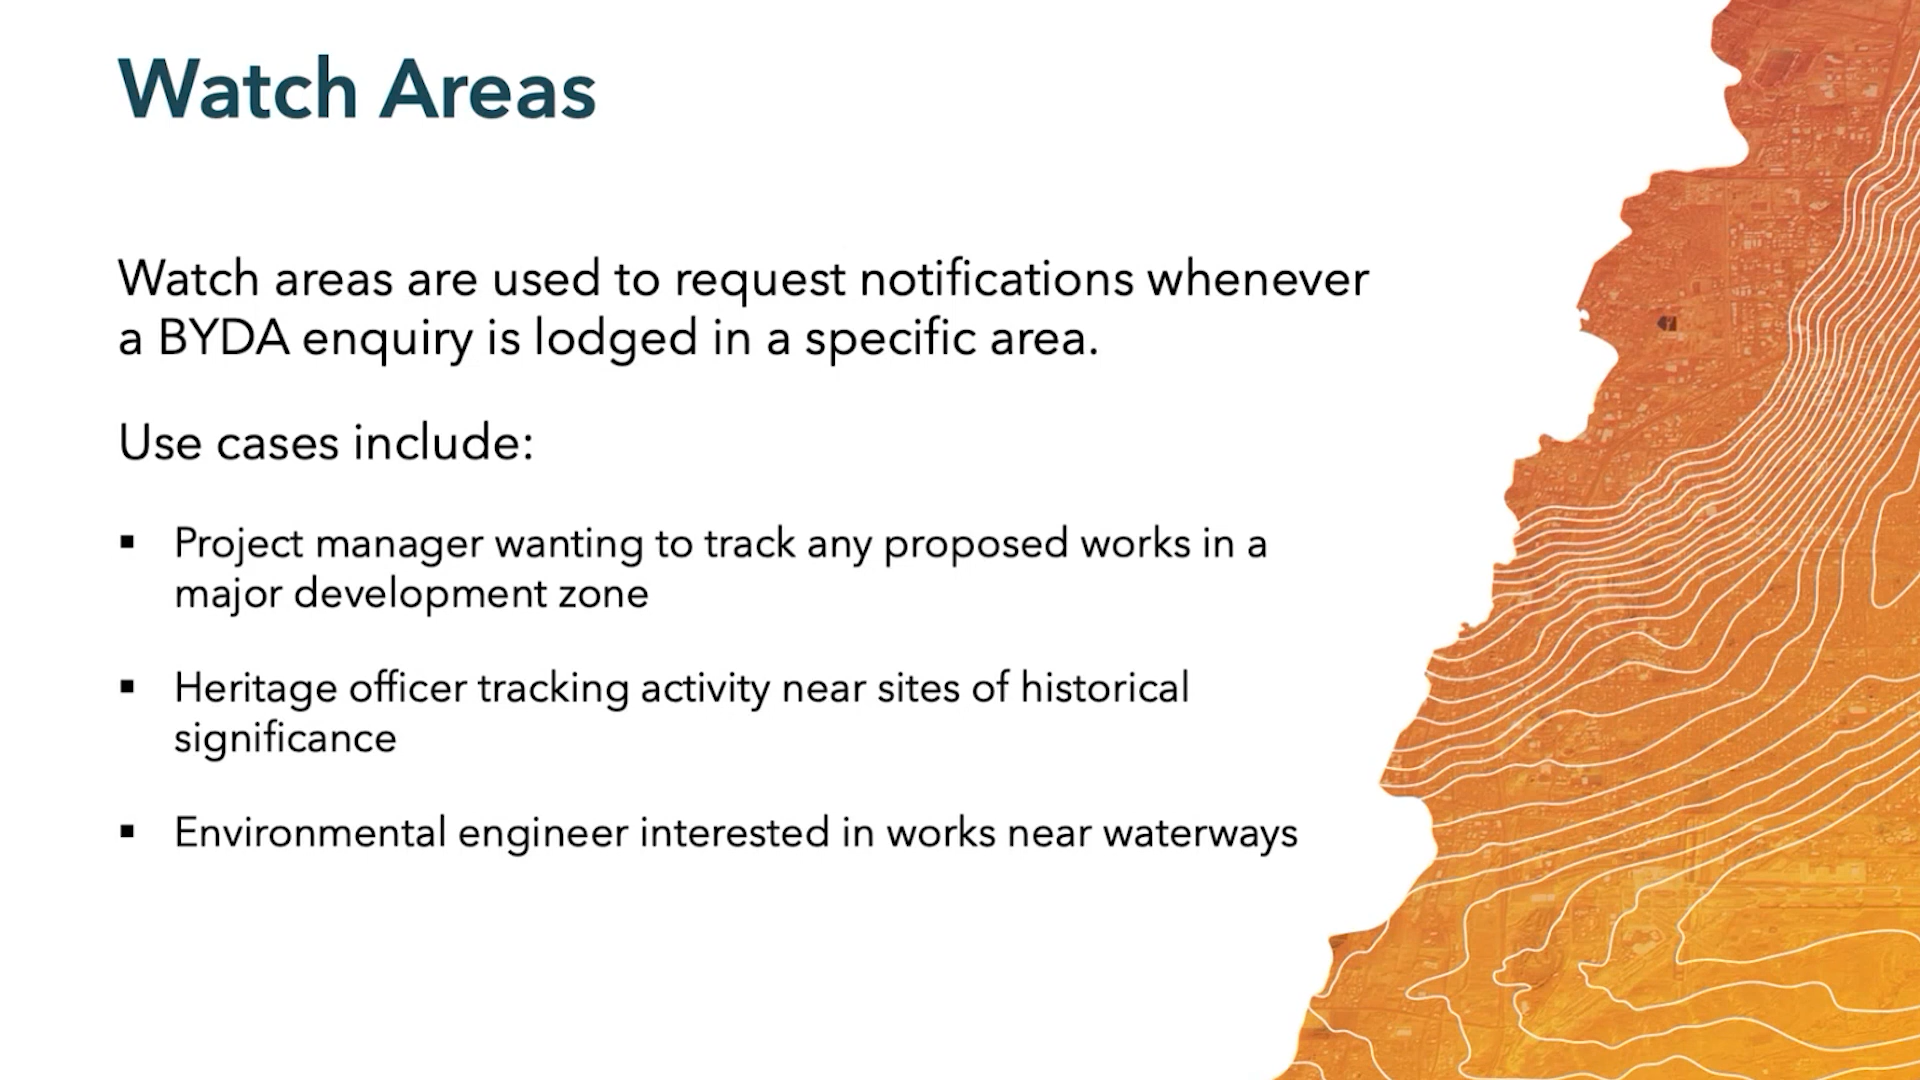 Watch Areas
Watch areas are used to request notifications whenever
a BYDA enquiry is lodged in a specific area.
Use cases include:
▪ Project manager wanting to track any proposed works in a
major development zone
▪ Heritage officer tracking activity near sites of historical
significance
▪ Environmental engineer interested in works near waterways